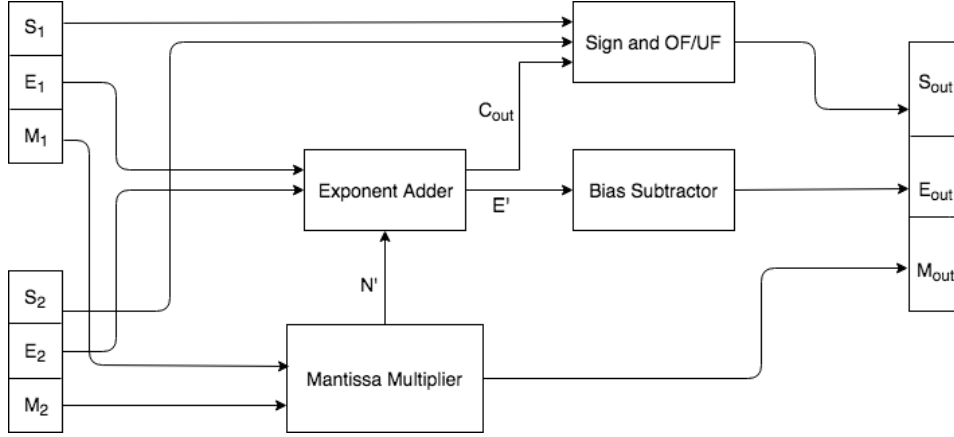 S₁
E₁
M₁
S₂
E₂
M₂
Sign and OF/UF
Cout
Exponent Adder
E'
Bias Subtractor
N'
Mantissa Multiplier
Sout
Eout
Mout